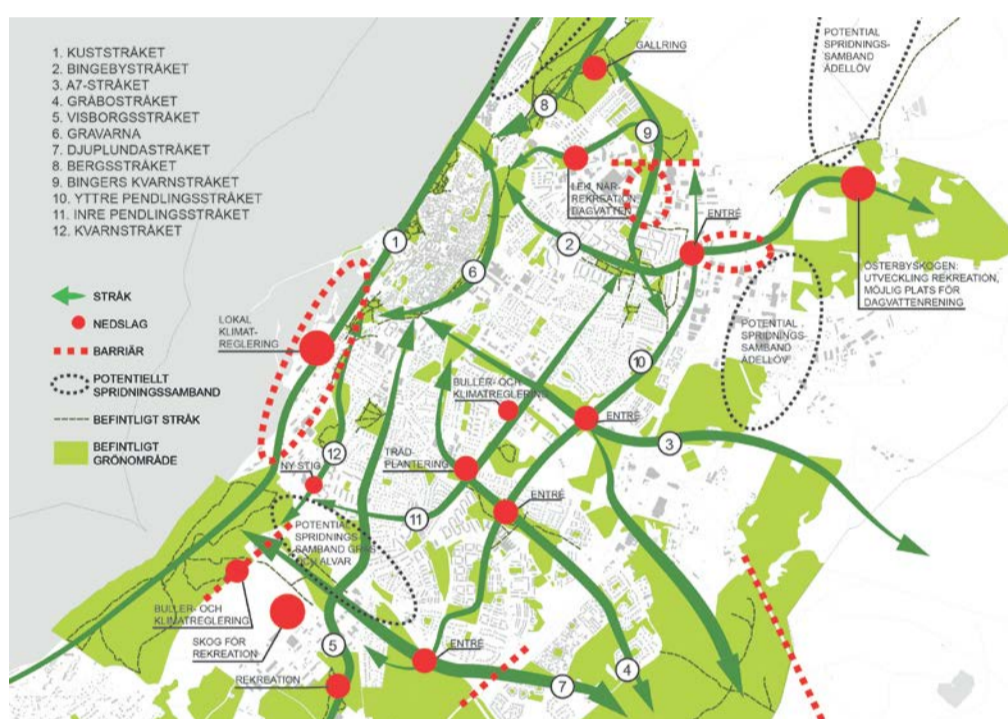 1. KUSTSTRÅKET
2. BINGEBYSTRÅKET
3. A7-STRÅKET
4. GRÅBOSTRÅKET
5. VISBORGSSTRÅKET
6. GRAVARNA
7. DJUPLUNDASTRÅKET
8. BERGSSTRÅKET
9. BINGERS KVARNSTRÅKET
10. YTTRE PENDLINGSSTRÅKET
11. INRE PENDLINGSSTRÅKET
12. KVARNSTRÅKET
STRÅK
NEDSLAG
BARRIÄR
POTENTIELLT
SPRIDNINGSSAMBAND
BEFINTLIGT STRÅK
BEFINTLIGT
GRÖNOMRÅDE
GALLRING
POTENTIAL
SPRIDNINGS-
SAMBAND
ÄDELLÖV
8
9
LEK, NÄR-
REKREATION
DAGVATTEN
ENTRÉ
1
2
6
ÖSTERBYSKOGEN:
UTVECKLING REKREATION,
MÖJLIG PLATS FÖR
DAGVATTENRENING
LOKAL
KLIMAT-
REGLERING
POTENTIAL
SPRIDNINGS-
SAMBAND
ÄDELLÖV
10
BULLER- OCH
KLIMATREGLERING
ENTRÉ
3
12
NY STIG
TRÄD-
PLANTERING
ENTRÉ
11
POTENTIAL
SPRIDNINGS-
SAMBAND GRÄS
OCH ALVAR
BULLER- OCH
KLIMATREGLERING
SKOG FÖR
REKREATION
5
ENTRÉ
4
REKREATION
7